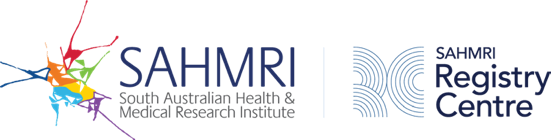 SAHMRI
South Australian Health &
Medical Research Institute
SAHMRI
Registry
Centre